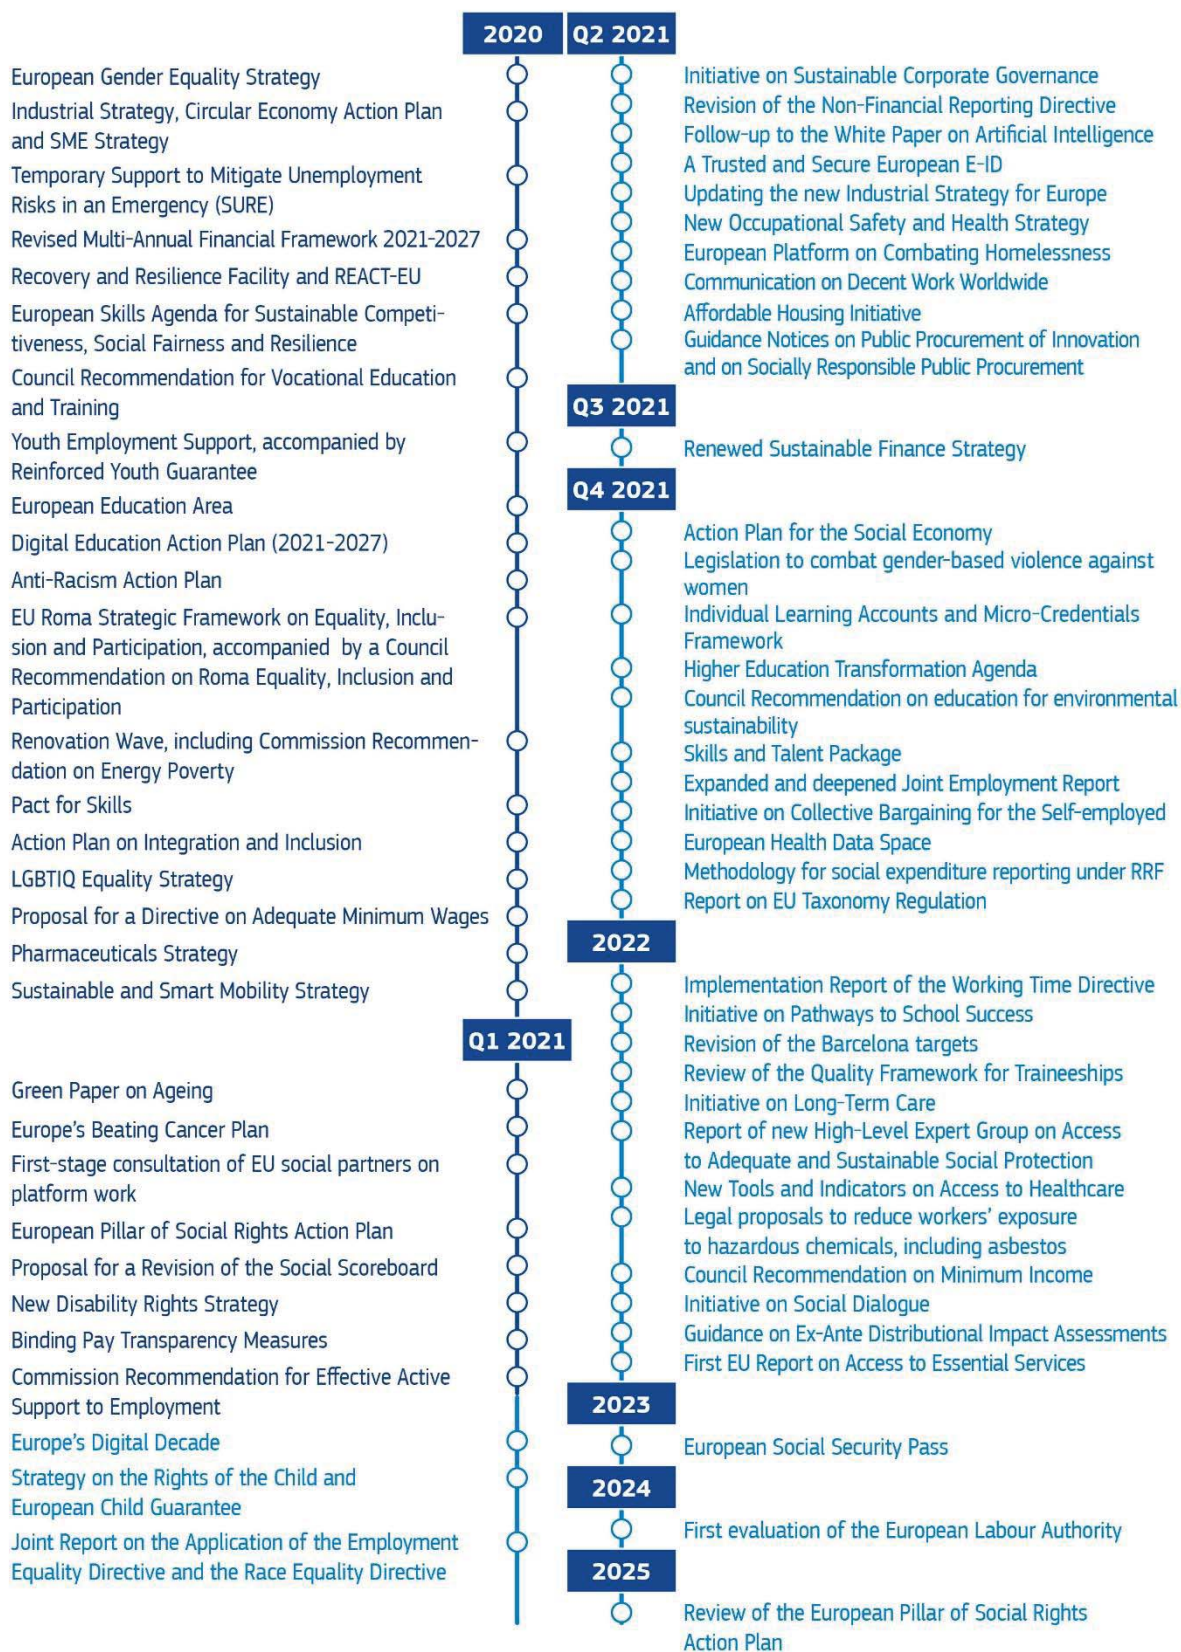 2020
European Gender Equality Strategy
Industrial Strategy, Circular Economy Action Plan
and SME Strategy
Temporary Support to Mitigate Unemployment
Risks in an Emergency (SURE)
Revised Multi-Annual Financial Framework 2021-2027
Recovery and Resilience Facility and REACT-EU
European Skills Agenda for Sustainable Competi-
tiveness, Social Fairness and Resilience
Council Recommendation for Vocational Education
and Training
Youth Employment Support, accompanied by
Reinforced Youth Guarantee
European Education Area
Digital Education Action Plan (2021-2027)
Anti-Racism Action Plan
EU Roma Strategic Framework on Equality, Inclu-
sion and Participation, accompanied by a Council
Recommendation on Roma Equality, Inclusion and
Participation
Renovation Wave, including Commission Recommen-
dation on Energy Poverty
Pact for Skills
Action Plan on Integration and Inclusion
LGBTIQ Equality Strategy
Proposal for a Directive on Adequate Minimum Wages
Pharmaceuticals Strategy
Sustainable and Smart Mobility Strategy
Q1 2021
Green Paper on Ageing
Europe's Beating Cancer Plan
First-stage consultation of EU social partners on
platform work
European Pillar of Social Rights Action Plan
Proposal for a Revision of the Social Scoreboard
New Disability Rights Strategy
Binding Pay Transparency Measures
Commission Recommendation for Effective Active
Support to Employment
Europe's Digital Decade
Strategy on the Rights of the Child and
European Child Guarantee
Joint Report on the Application of the Employment
Equality Directive and the Race Equality Directive
Q2 2021
Initiative on Sustainable Corporate Governance
Revision of the Non-Financial Reporting Directive
Follow-up to the White Paper on Artificial Intelligence
A Trusted and Secure European E-ID
Updating the new Industrial Strategy for Europe
New Occupational Safety and Health Strategy
European Platform on Combating Homelessness
Communication on Decent Work Worldwide
Affordable Housing Initiative
Guidance Notices on Public Procurement of Innovation
and on Socially Responsible Public Procurement
Q3 2021
Renewed Sustainable Finance Strategy
Q4 2021
Action Plan for the Social Economy
Legislation to combat gender-based violence against
women
Individual Learning Accounts and Micro-Credentials
Framework
Higher Education Transformation Agenda
Council Recommendation on education for environmental
sustainability
Skills and Talent Package
Expanded and deepened Joint Employment Report
Initiative on Collective Bargaining for the Self-employed
European Health Data Space
Methodology for social expenditure reporting under RRF
Report on EU Taxonomy Regulation
2022
Implementation Report of the Working Time Directive
Initiative on Pathways to School Success
Revision of the Barcelona targets
Review of the Quality Framework for Traineeships
Initiative on Long-Term Care
Report of new High-Level Expert Group on Access
to Adequate and Sustainable Social Protection
New Tools and Indicators on Access to Healthcare
Legal proposals to reduce workers' exposure
to hazardous chemicals, including asbestos
Council Recommendation on Minimum Income
Initiative on Social Dialogue
Guidance on Ex-Ante Distributional Impact Assessments
First EU Report on Access to Essential Services
2023
European Social Security Pass
2024
First evaluation of the European Labour Authority
2025
Review of the European Pillar of Social Rights
Action Plan